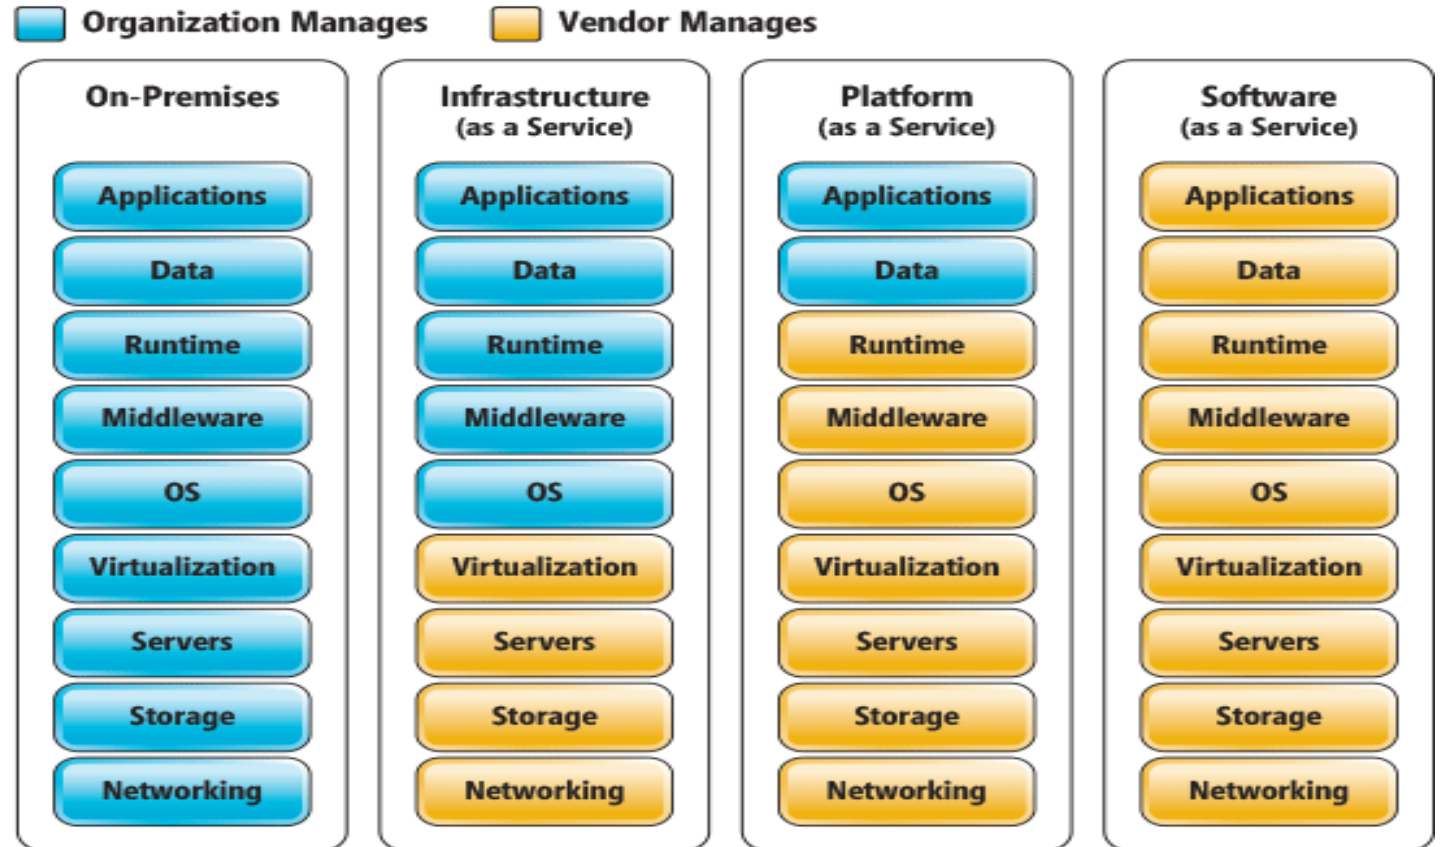 Organization Manages
Vendor Manages
On-Premises
Applications
Data
Runtime
Middleware
OS
Virtualization
Servers
Storage
Networking
Infrastructure
(as a Service)
Applications
Data
Runtime
Middleware
OS
Virtualization
Servers
Storage
Networking
Platform
(as a Service)
Applications
Data
Runtime
Middleware
OS
Virtualization
Servers
Storage
Networking
Software
(as a Service)
Applications
Data
Runtime
Middleware
OS
Virtualization
Servers
Storage
Networking